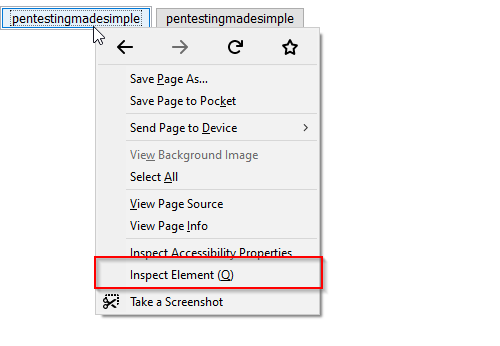 pentestingmadesimple pentestingmadesimple
Save Page As...
Save Page to Pocket
Send Page to Device
View Background Image
Select All
View Page Source
View Page Info
Inspect Accessibility Properties
Inspect Element (Q)
Take a Screenshot